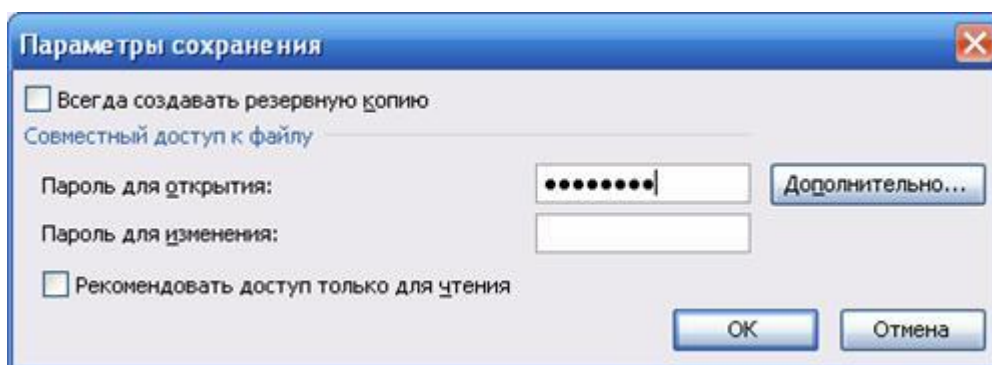 Параметры сохранения
Всегда создавать резервную копию
Совместный доступ к файлу
Пароль для открытия: ●●●●●●●● Дополнительно...
Пароль для изменения:
Рекомендовать доступ только для чтения
ОК Отмена